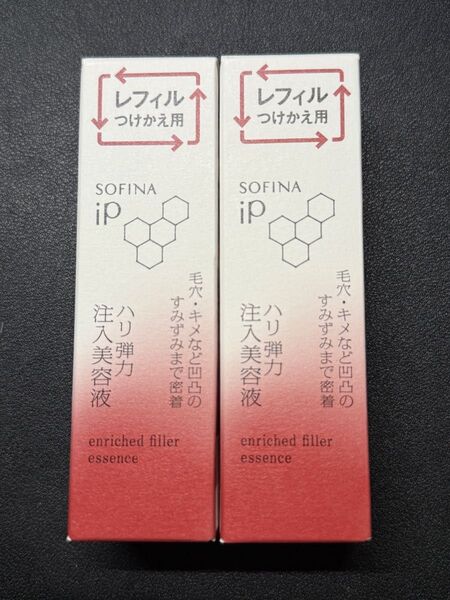 レフィル
つけかえ用
SOFINA
ip
毛穴・キメなど凹凸の
すみずみまで密着
ハリ弾力
注入美容液
enriched filler
essence
レフィル
つけかえ用
SOFINA
ip
毛穴・キメなど凹凸の
すみずみまで密着
ハリ弾力
注入美容液
enriched filler
essence